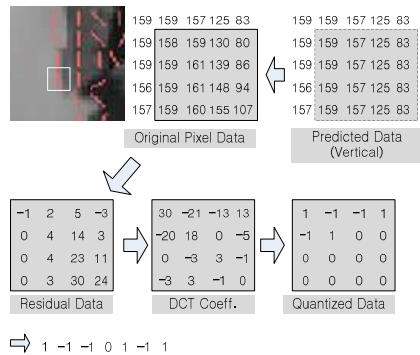 159 159 157 125 83
159 158 159 130 80
159 159 161 139 86
156 159 161 148 94
157 159 160 155 107
Original Pixel Data
159 159 157 125 83
159 159 157 125 83
159 159 157 125 83
156 159 157 125 83
157 159 157 125 83
Predicted Data
(Vertical)
-1 2 5 -3
0 4 14 3
0 4 23 11
0 3 30 24
Residual Data
30 -21 -13 13
-20 18 0 -5
0 -3 3 -1
-3 3 -1 0
DCT Coeff.
1 -1 -1 1
-1 1 0 0
0 0 0 0
0 0 0 0
Quantized Data
1 -1 -1 0 1 -1 1